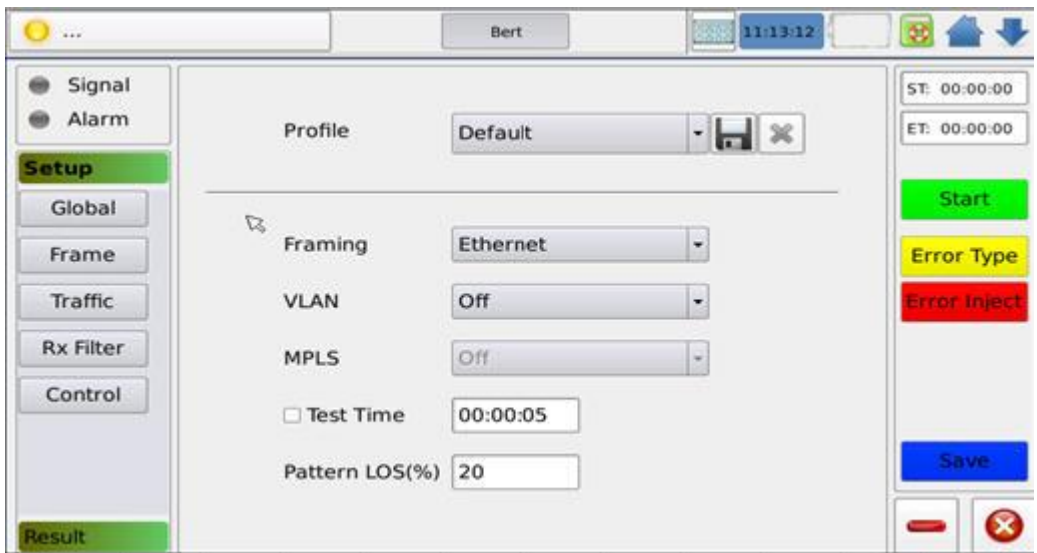 ...
Bert
11:13:12
Signal
Alarm
Setup
Global
Frame
Traffic
Rx Filter
Control
Result
Profile
Default
Framing
Ethernet
VLAN
Off
MPLS
Off
Test Time
00:00:05
Pattern LOS(%)
20
ST: 00:00:00
ET: 00:00:00
Start
Error Type
Error Inject
Save